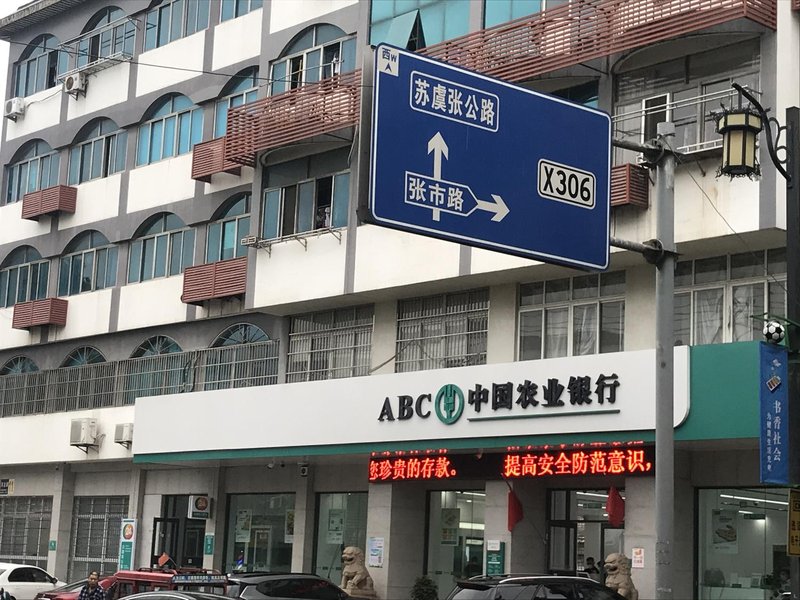 西W
苏虞张公路
张市路
X306
ABC 中国农业银行
您珍贵的存款。 提高安全防范意识,
书香社会